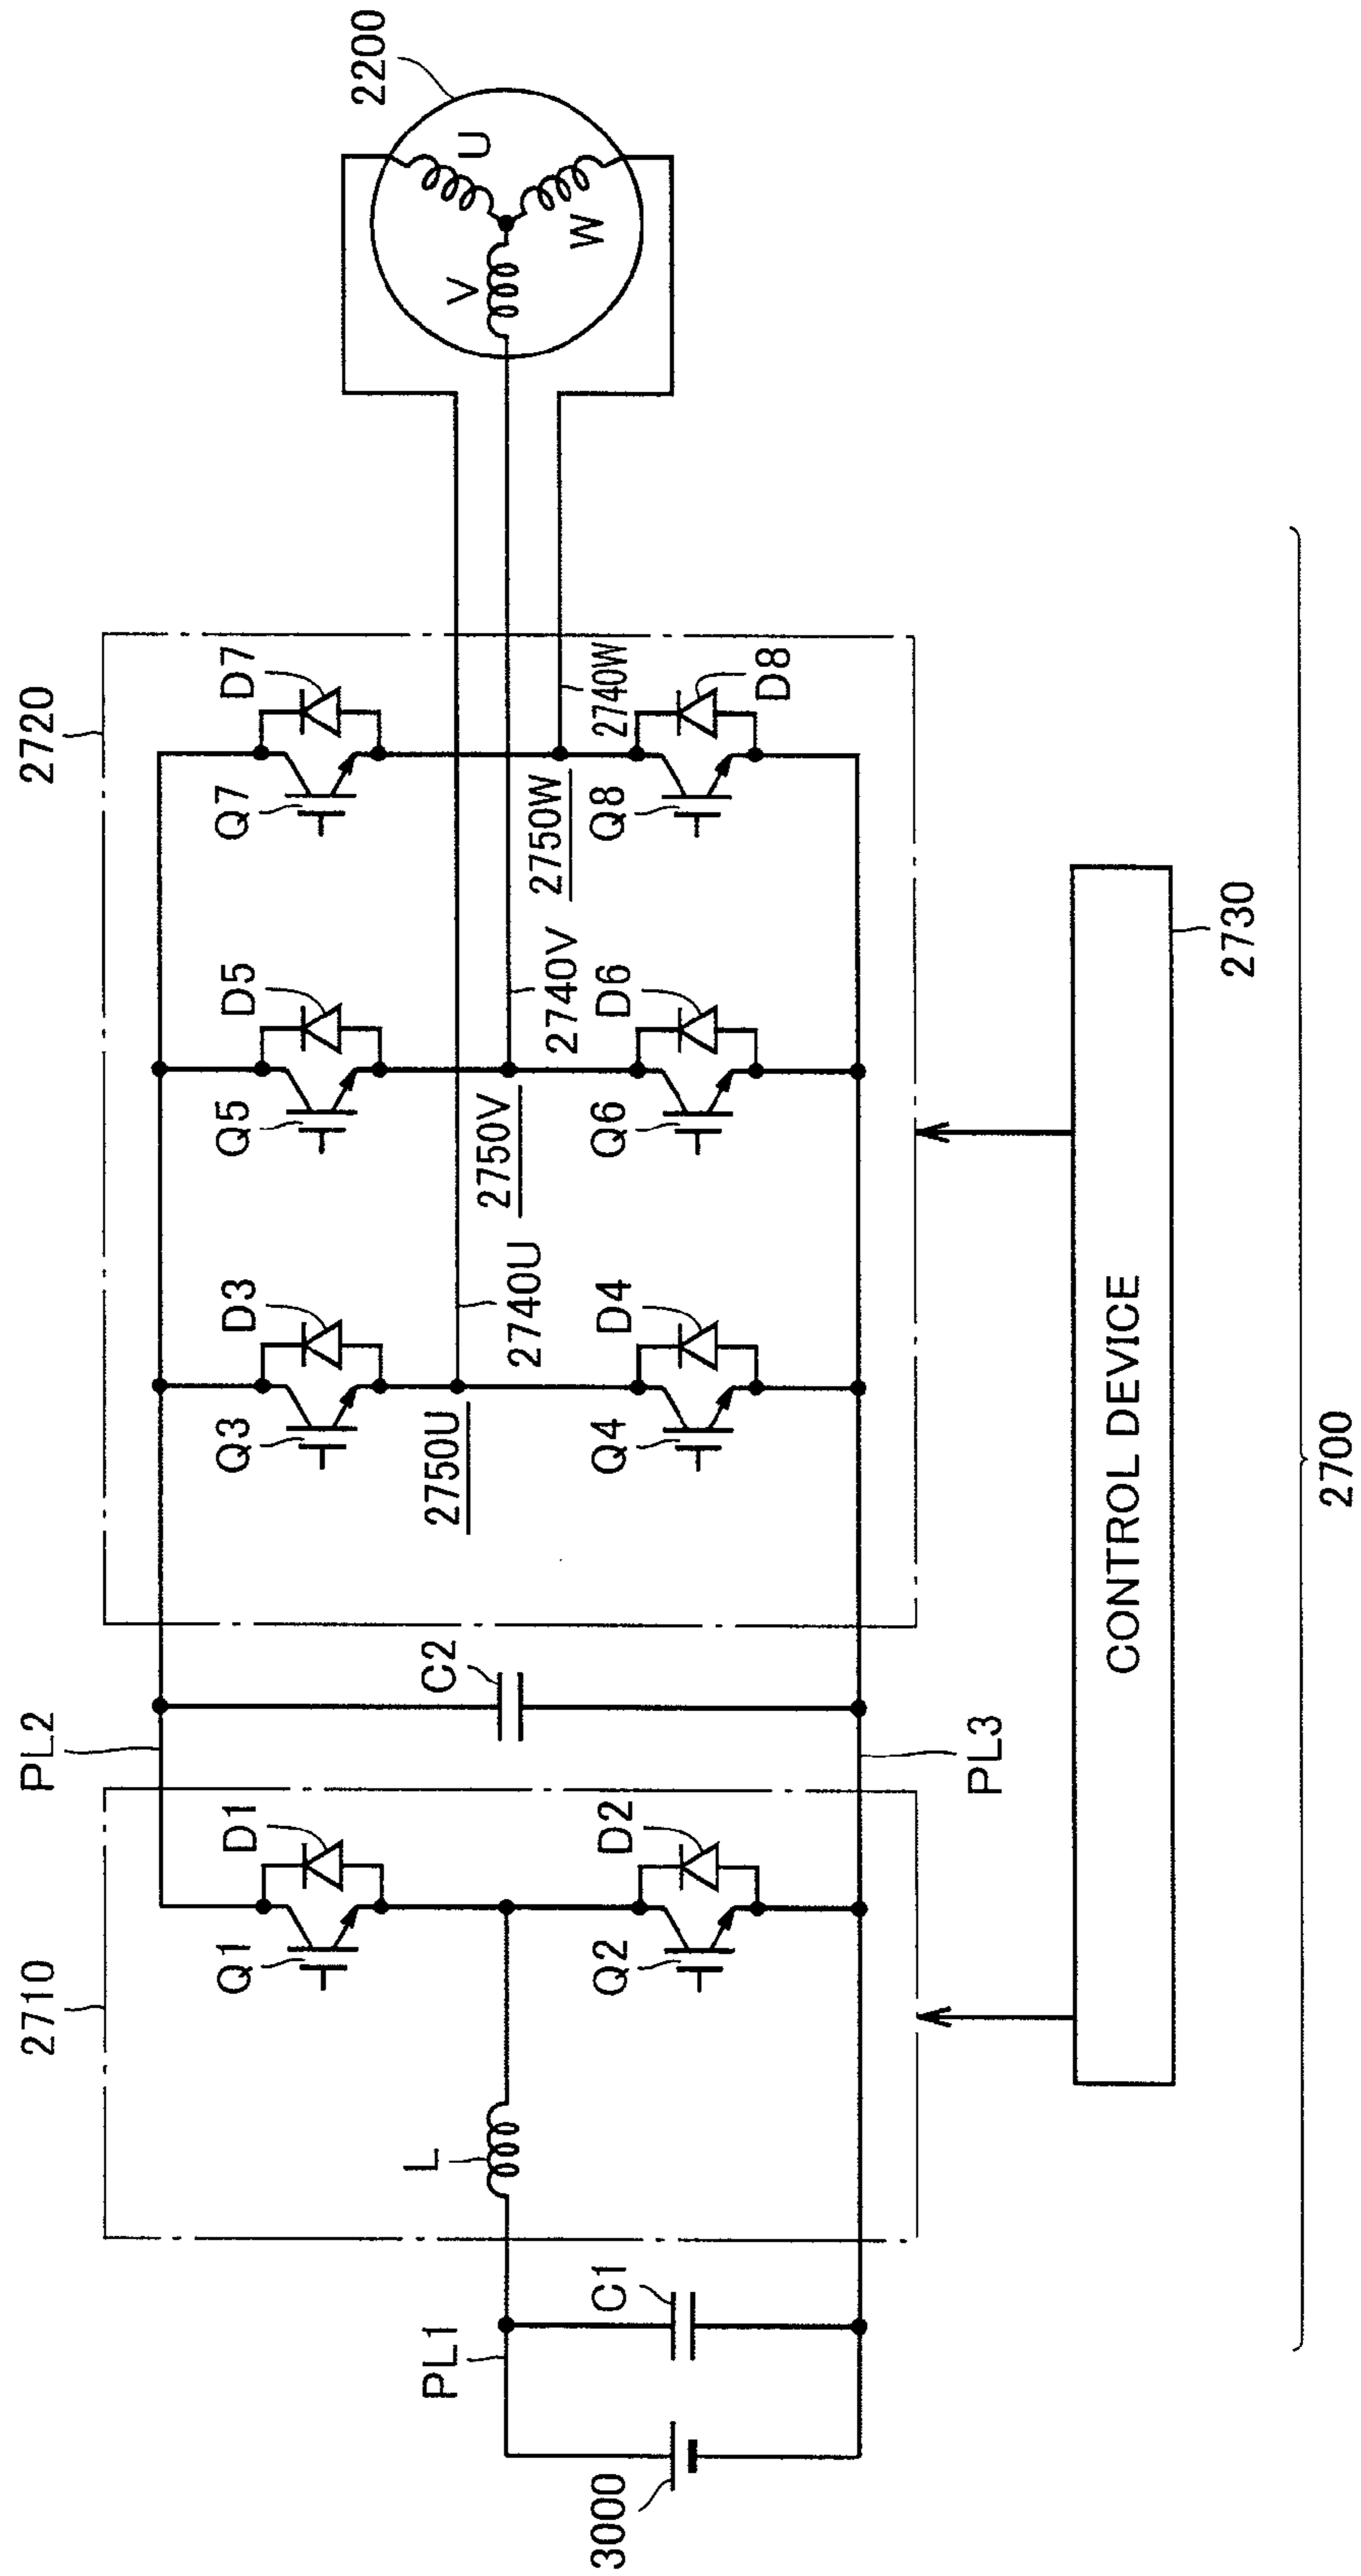 2710
PL2
2720
2200
Q1
D1
Q3
D3
Q5
D5
Q7
D7
U
V
W
C2
L
PL1
2750U
2740U
2750V
2740V
2750W
2740W
C1
3000
Q2
D2
Q4
D4
Q6
D6
Q8
D8
PL3
CONTROL DEVICE
2730
2700